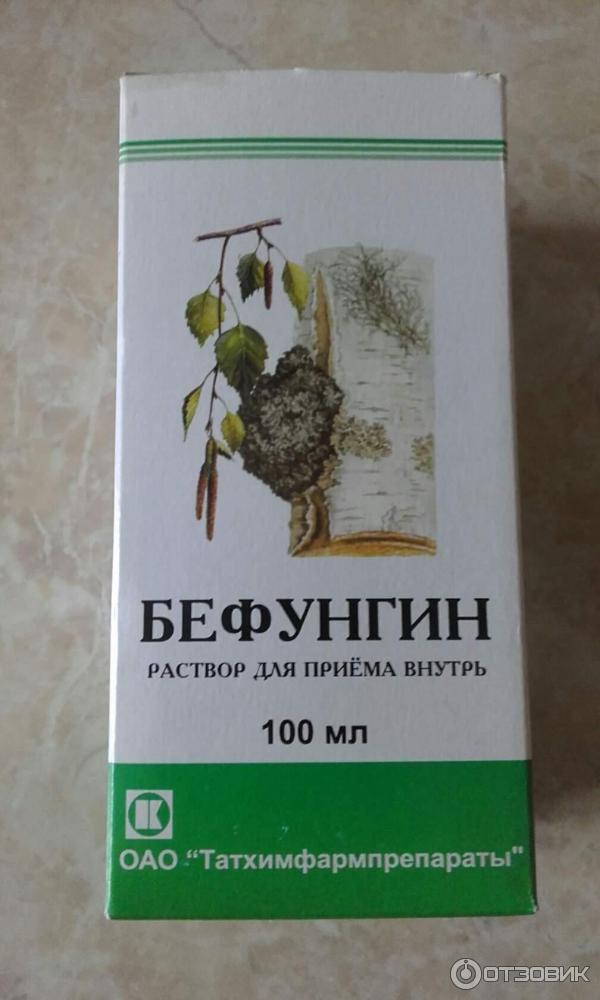 БЕФУНГИН
РАСТВОР ДЛЯ ПРИЁМА ВНУТРЬ
100 мл
ОАО "Татхимфармпрепараты"
ОТЗОВИК